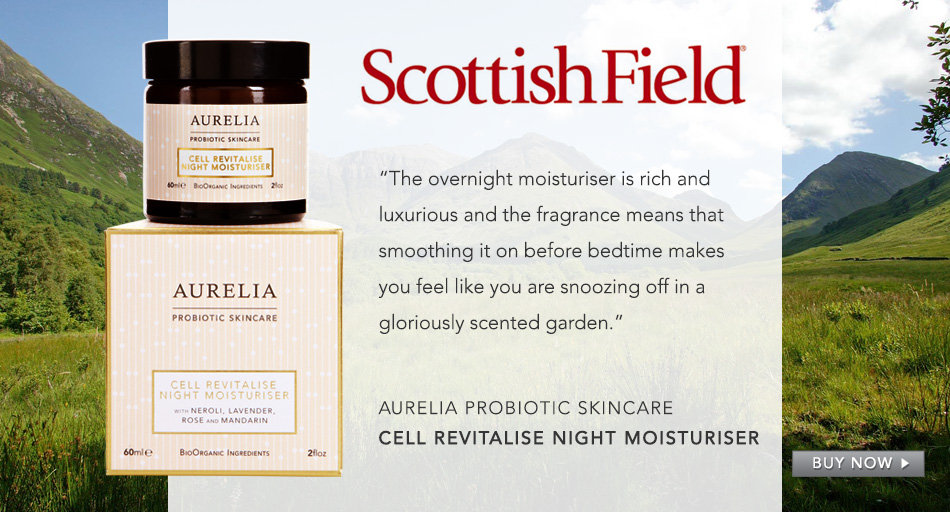 AURELIA
PROBIOTIC SKINCARE
CELL REVITALISE
NIGHT MOISTURISER
60ml℮ BIOORGANIC INGREDIENTS 2floz
AURELIA
PROBIOTIC SKINCARE
CELL REVITALISE
NIGHT MOISTURISER
WITH NEROLI, LAVENDER,
ROSE AND MANDARIN
60ml℮ BIOORGANIC INGREDIENTS 2floz
Scottish Field®
“The overnight moisturiser is rich and
luxurious and the fragrance means that
smoothing it on before bedtime makes
you feel like you are snoozing off in a
gloriously scented garden.”
AURELIA PROBIOTIC SKINCARE
CELL REVITALISE NIGHT MOISTURISER
BUY NOW